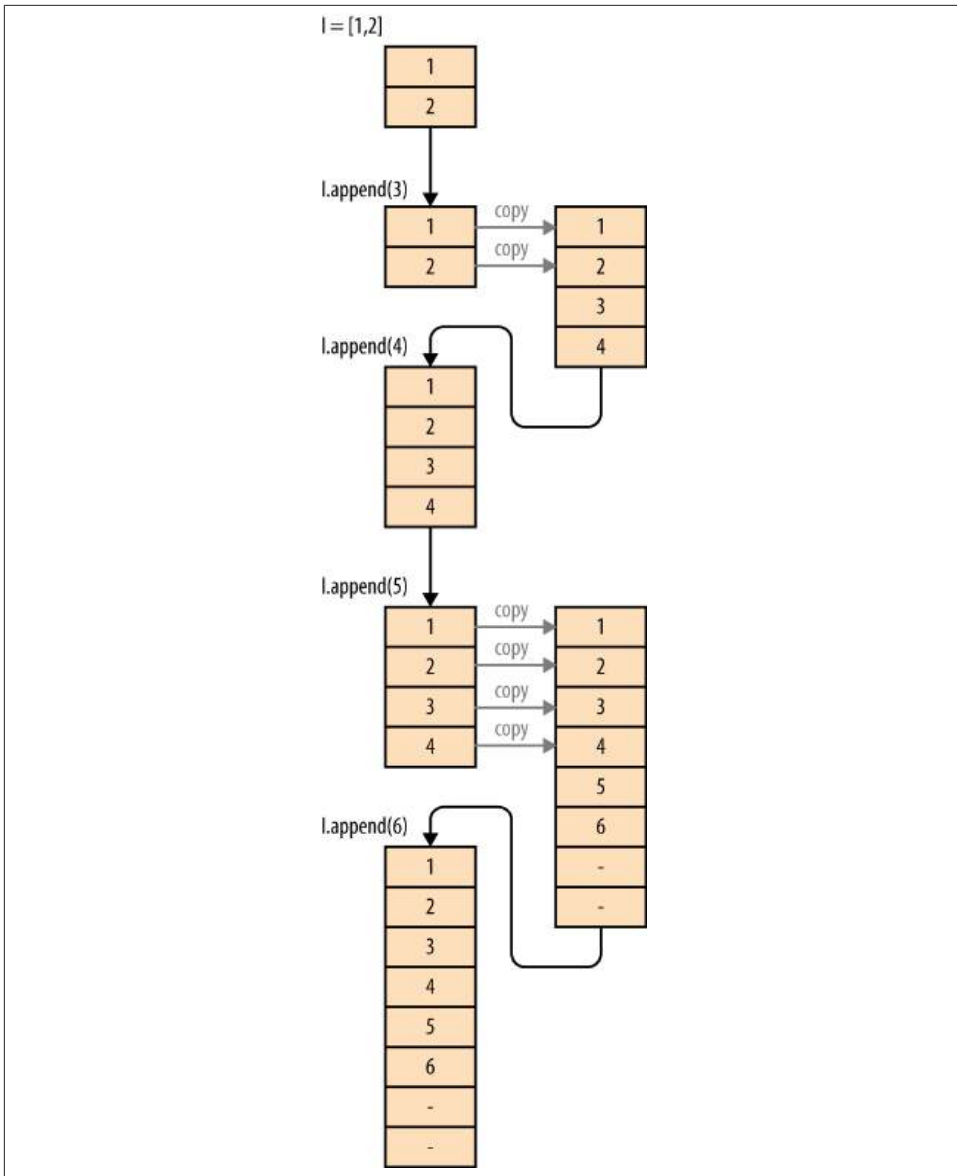 l = [1,2]
1
2
l.append(3)
1 copy 1
2 copy 2
3
4
l.append(4)
1
2
3
4
l.append(5)
1 copy 1
2 copy 2
3 copy 3
4 copy 4
5
6
-
-
l.append(6)
1
2
3
4
5
6
-
-